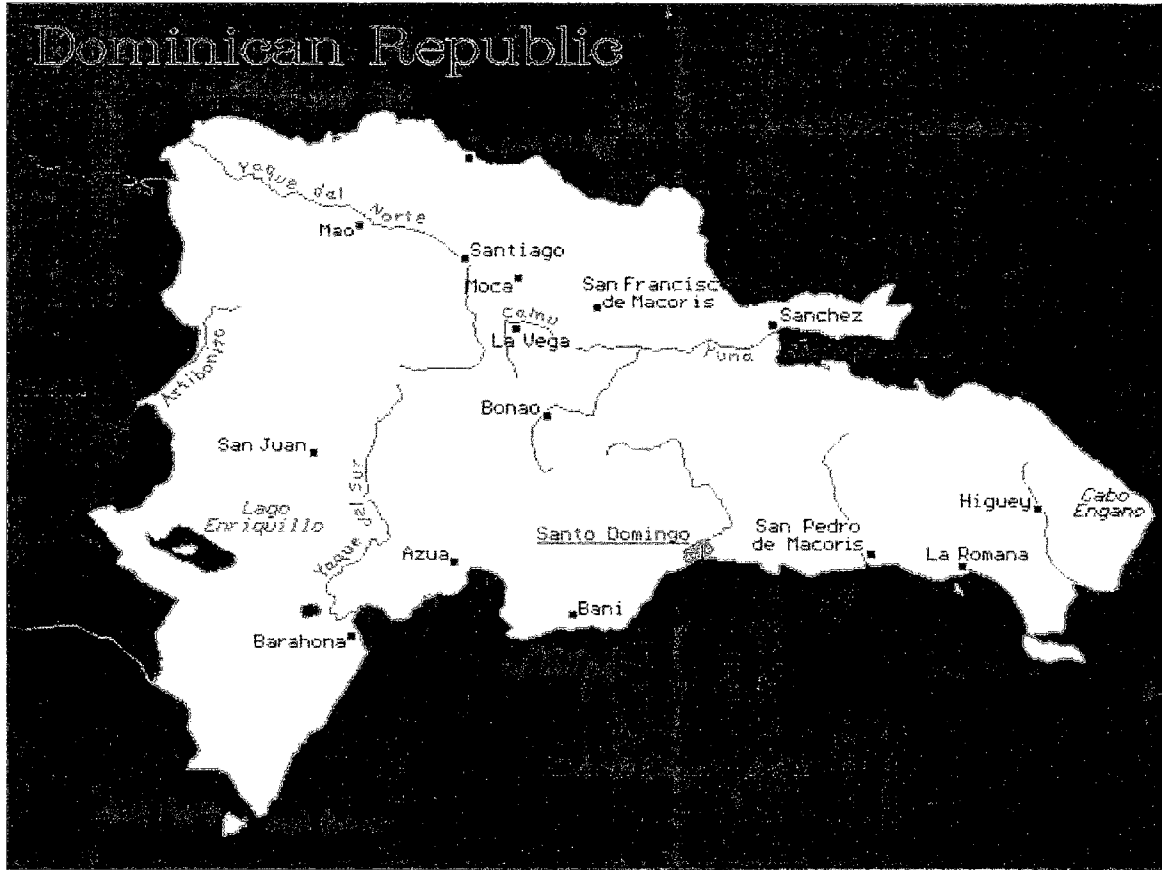 Dominican Republic
Yaque del Norte
Mao
Santiago
Moca
San Francisc
de Macoris
Camu
La Vega
Sanchez
Puna
Artibonito
Bonao
San Juan
Yaque del Sur
Lago
Enriquillo
Higuey
Cabo
Engano
Santo Domingo
San Pedro
de Macoris
Azua
La Romana
Bani
Barahona